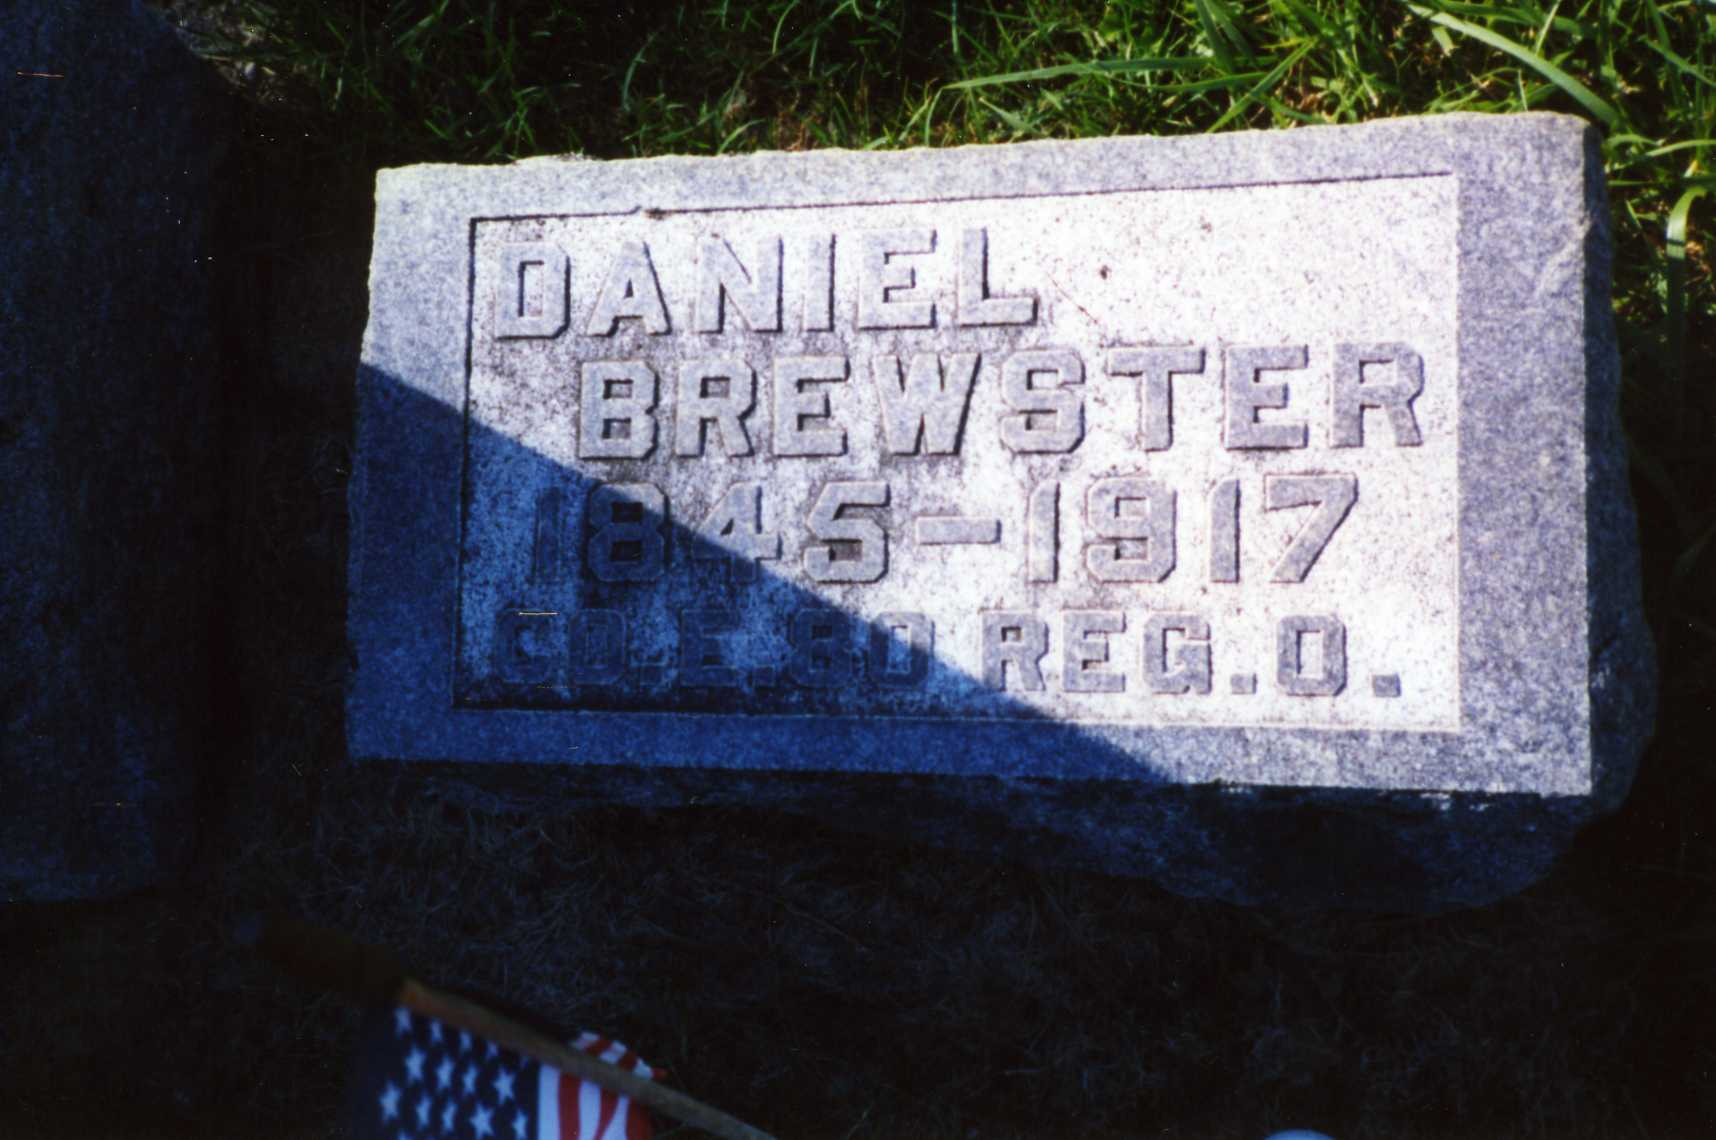 DANIEL
BREWSTER
1845-1917
CO.E.80 REG.O.